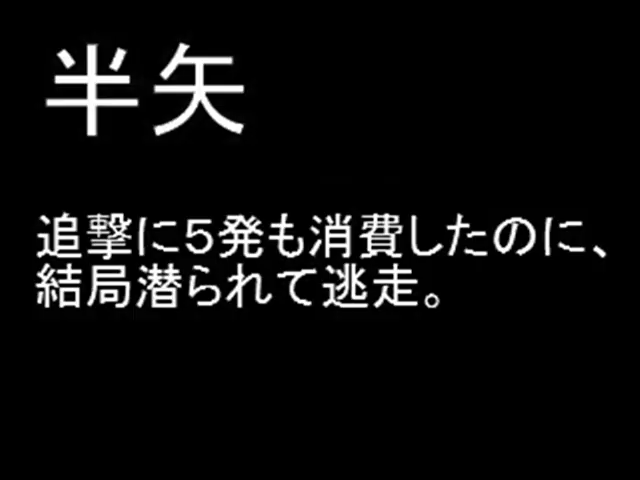 半矢
追撃に５発も消費したのに、
結局潜られて逃走。